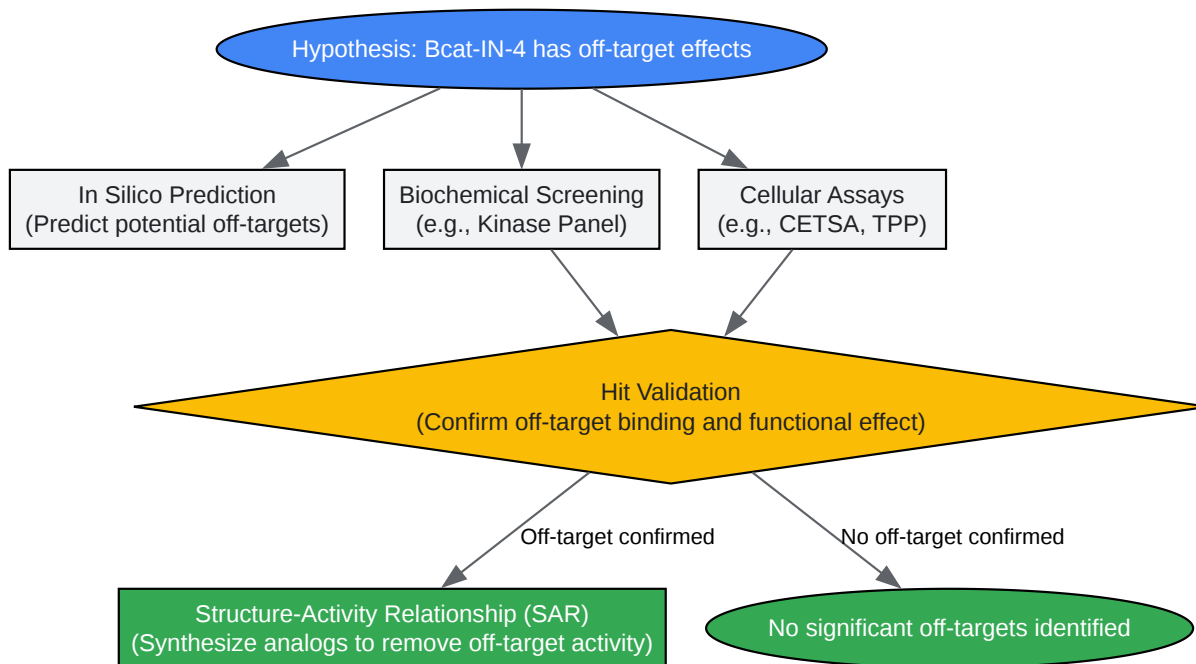 Hypothesis: Bcat-IN-4 has off-target effects
In Silico Prediction
(Predict potential off-targets)
Biochemical Screening
(e.g., Kinase Panel)
Cellular Assays
(e.g., CETSA, TPP)
Hit Validation
(Confirm off-target binding and functional effect)
Off-target confirmed
No off-target confirmed
Structure-Activity Relationship (SAR)
(Synthesize analogs to remove off-target activity)
No significant off-targets identified